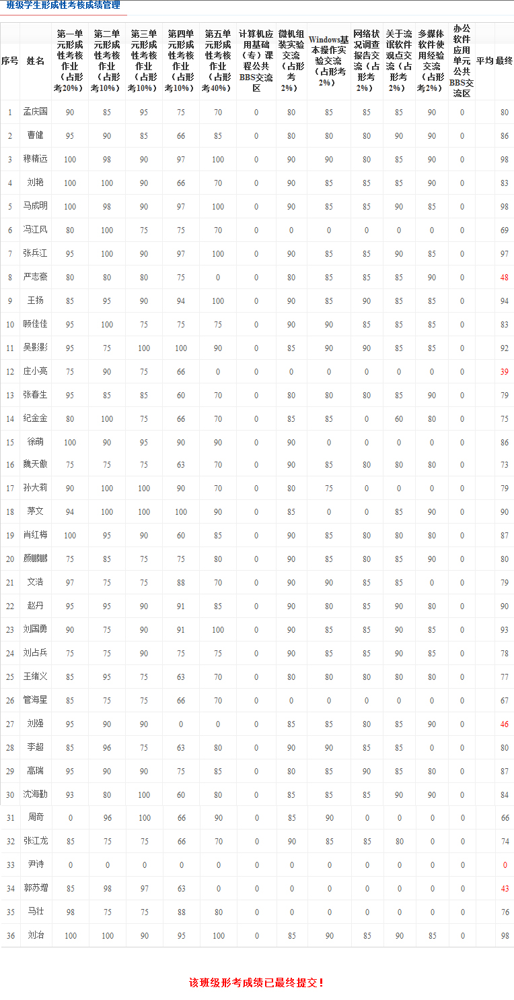 班级学生形成性考核成绩管理
序号 姓名 第一单元形成性考核作业（占形考20%） 第二单元形成性考核作业（占形考10%） 第三单元形成性考核作业（占形考10%） 第四单元形成性考核作业（占形考10%） 第五单元形成性考核作业（占形考40%） 计算机应用基础（专）课程公共BBS交流区 微机组装实验交流（占形考2%） Windows基本操作实验交流（占形考2%） 网络状况调查报告交流（占形考2%） 关于流氓软件观点交流（占形考2%） 多媒体软件使用经验交流（占形考2%） 办公软件应用单元公共BBS交流区 平均 最终
1 孟庆国 90 85 95 75 70 0 80 85 85 85 90 0 80
2 曹健 95 90 85 66 85 0 80 80 80 90 90 0 86
3 穆精远 100 98 90 97 100 0 90 90 80 85 90 0 98
4 刘艳 100 100 90 66 70 0 90 85 85 85 90 0 83
5 马成明 100 98 90 97 100 0 90 85 85 90 85 0 98
6 冯江风 80 100 75 75 70 0 0 0 0 0 0 0 69
7 张兵江 95 100 90 97 100 0 90 85 85 90 85 0 97
8 严志豪 80 80 80 75 0 0 80 85 85 85 90 0 48
9 王扬 85 95 90 94 100 0 90 85 90 85 85 0 94
10 顾佳佳 95 100 75 75 75 0 90 90 85 85 85 0 83
11 吴影影 95 75 100 100 90 0 85 90 90 85 85 0 92
12 庄小亮 75 90 75 66 0 0 0 0 0 0 0 0 39
13 张春生 95 85 85 60 70 0 80 80 80 85 90 0 79
14 纪金金 80 100 75 66 70 0 85 85 0 60 80 0 75
15 徐萌 100 90 95 90 90 0 90 0 0 0 0 0 86
16 魏天傲 75 75 75 63 70 0 90 85 80 80 80 0 73
17 孙大莉 90 100 100 90 70 0 80 75 0 0 0 0 79
18 茅文 94 100 100 100 90 0 85 0 0 85 90 0 90
19 肖红梅 100 95 90 60 85 0 90 85 80 80 80 0 87
20 颜鹏鹏 75 85 75 75 80 0 90 85 80 85 90 0 80
21 文浩 97 75 75 88 70 0 90 90 85 85 0 0 79
22 赵丹 95 95 90 91 85 0 90 80 85 90 80 0 90
23 刘国勇 90 75 90 91 100 0 90 85 85 90 85 0 93
24 刘占兵 75 75 90 75 75 0 90 85 85 90 85 0 78
25 王绪义 85 95 75 63 70 0 80 80 80 80 80 0 77
26 管海星 85 75 75 66 70 0 0 0 0 0 0 0 67
27 刘强 95 90 90 0 0 0 85 85 80 85 90 0 46
28 李超 85 96 75 63 80 0 90 90 85 85 0 0 80
29 高瑞 95 90 90 75 85 0 80 85 90 85 80 0 87
30 沈海勤 93 80 100 60 80 0 85 85 85 90 90 0 84
31 周奇 0 96 100 66 90 0 85 90 0 0 0 0 66
32 张江龙 85 75 75 66 70 0 90 85 85 80 0 0 74
33 尹诗 0 0 0 0 0 0 0 0 0 0 0 0 0
34 郭苏增 85 98 97 63 0 0 0 0 0 0 0 0 43
35 马壮 98 75 75 88 80 0 0 0 0 0 0 0 76
36 刘冶 100 100 90 95 100 0 85 90 85 90 85 0 98
该班级形考成绩已最终提交！